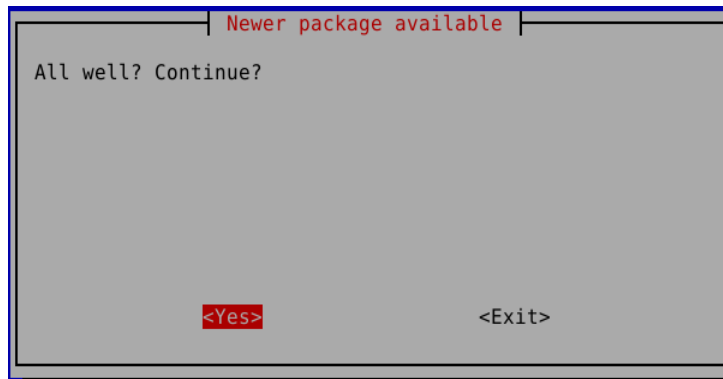 Newer package available
All well? Continue?
<Yes> <Exit>